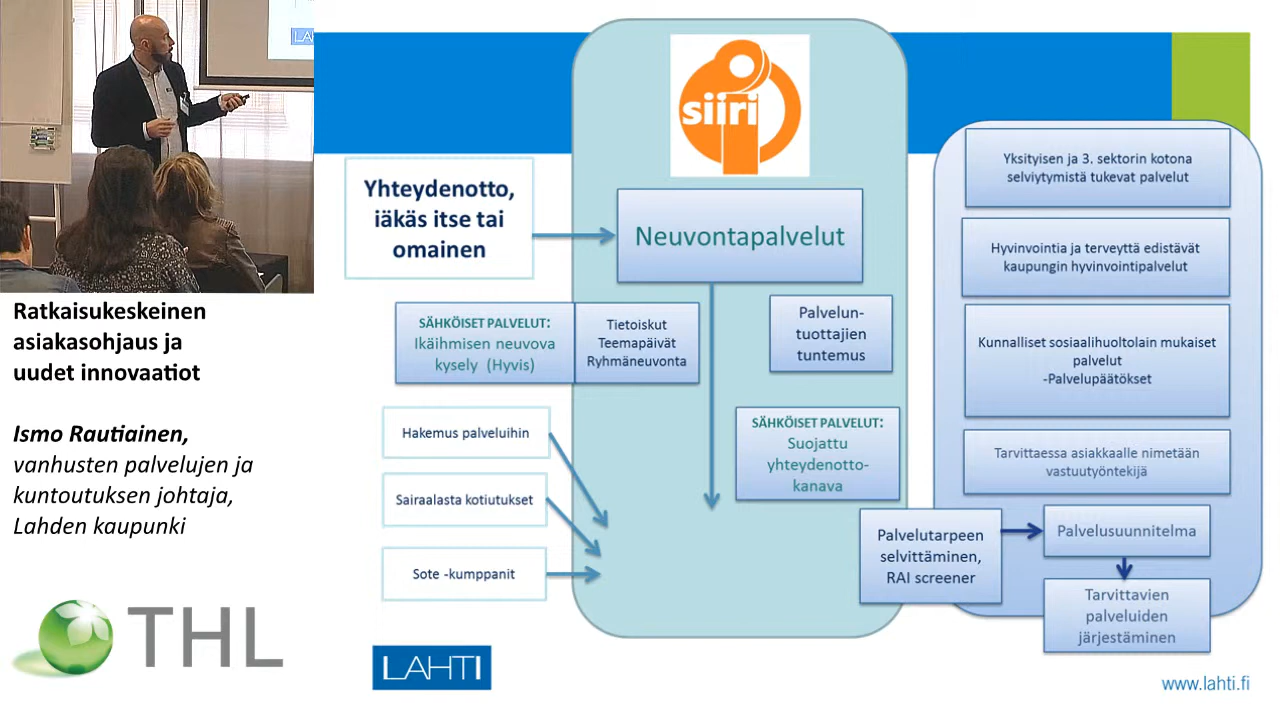 LAH
Ratkaisukeskeinen
asiakasohjaus ja
uudet innovaatiot
Ismo Rautiainen,
vanhusten palvelujen ja
kuntoutuksen johtaja,
Lahden kaupunki
THL
siiri
Yhteydenotto,
iäkäs itse tai
omainen
Neuvontapalvelut
SÄHKÖISET PALVELUT:
Ikäihmisen neuvova
kysely (Hyvis)
Tietoiskut
Teemapäivät
Ryhmäneuvonta
Palvelun-
tuottajien
tuntemus
Hakemus palveluihin
Sairaalasta kotiutukset
Sote -kumppanit
SÄHKÖISET PALVELUT:
Suojattu
yhteydenotto-
kanava
Yksityisen ja 3. sektorin kotona
selviytymistä tukevat palvelut
Hyvinvointia ja terveyttä edistävät
kaupungin hyvinvointipalvelut
Kunnalliset sosiaalihuoltolain mukaiset
palvelut
-Palvelupäätökset
Tarvittaessa asiakkaalle nimetään
vastuutyöntekijä
Palvelutarpeen
selvittäminen,
RAI screener
Palvelusuunnitelma
Tarvittavien
palveluiden
järjestäminen
LAHTI
www.lahti.fi